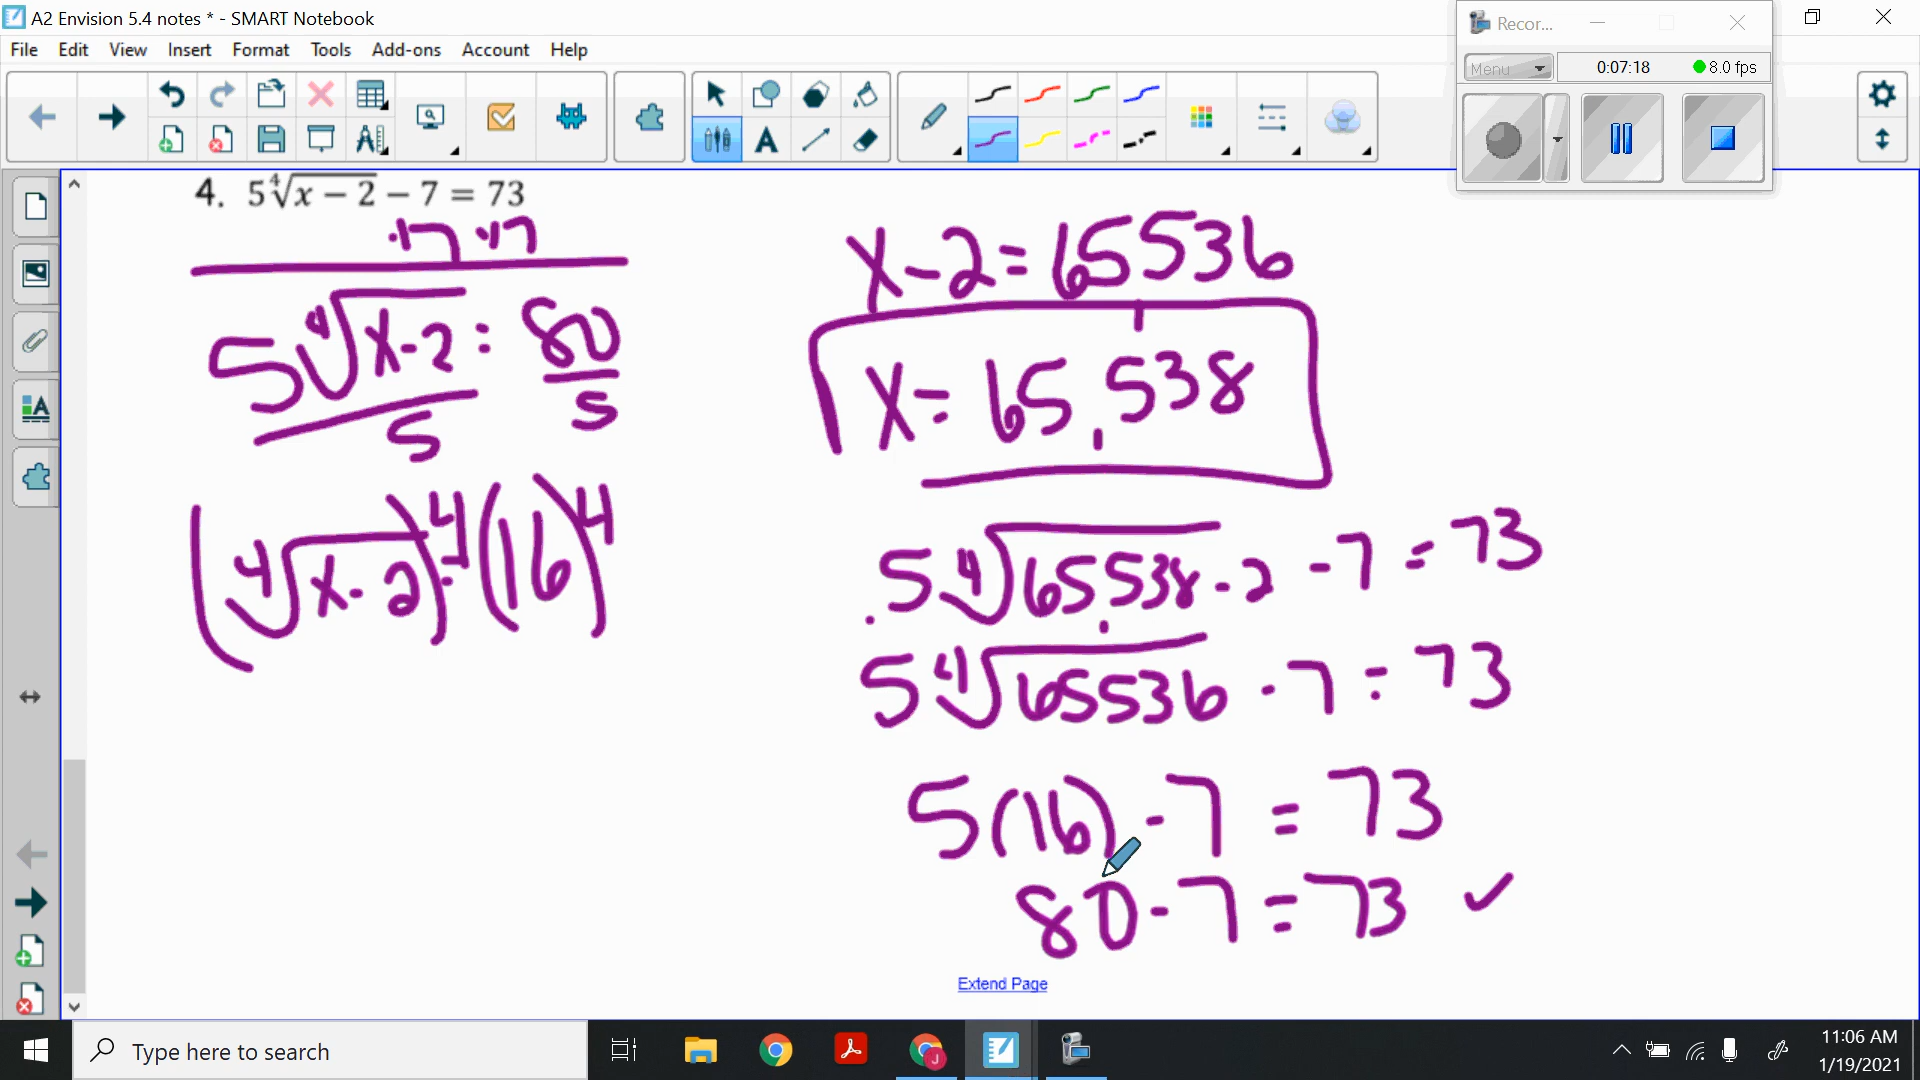 A2 Envision 5.4 notes * - SMART Notebook
File Edit View Insert Format Tools Add-ons Account Help
Recor...
Menu 0:07:18 8.0 fps
4. 5∜(x − 2) − 7 = 73
+7 +7
5∜(x-2) = 80
5 5
(∜(x-2))^4 = (16)^4
x-2=65536
x=65,538
5∜65,538-2 -7 = 73
5∜65536 -7 = 73
5(16) -7 = 73
80-7=73 ✓
Extend Page
Type here to search
J
11:06 AM
1/19/2021